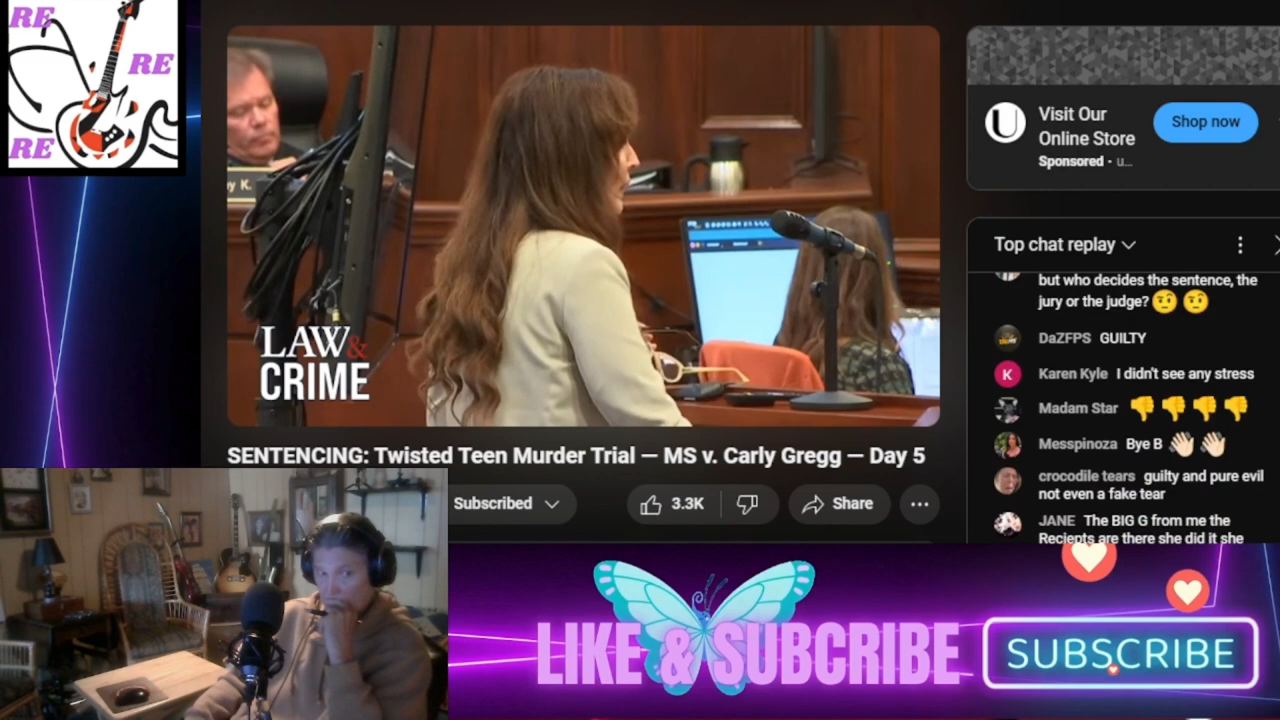 RE
RE
RE
y K.
LAW&
CRIME
SENTENCING: Twisted Teen Murder Trial — MS v. Carly Gregg — Day 5
Subscribed
3.3K
Share
Visit Our
Online Store
Sponsored · u...
Shop now
Top chat replay
but who decides the sentence, the
jury or the judge? 🤨 🤨
DaZFPS GUILTY
K
Karen Kyle I didn't see any stress
Madam Star 👎👎👎👎
Messpinoza Bye B 👋🏻 👋🏻
crocodile tears guilty and pure evil
not even a fake tear
JANE The BIG G from me the
Reciepts are there she did it she
LIKE & SUBCRIBE
SUBSCRIBE